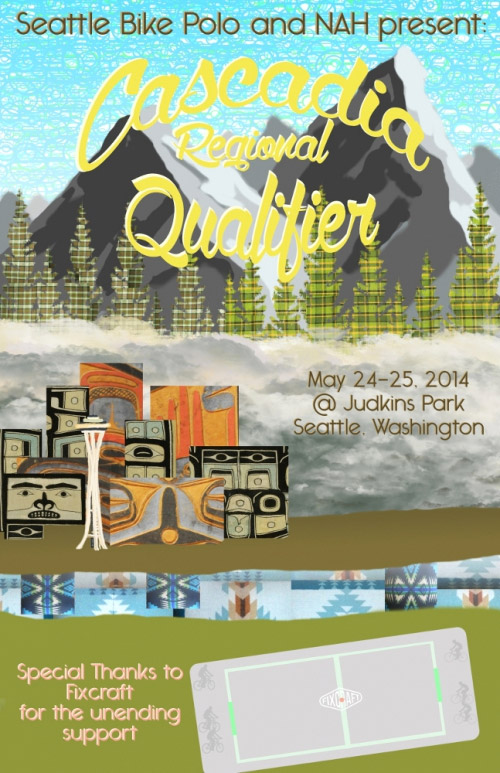 Seattle Bike Polo and NAH present:
Cascadia
Regional
Qualifier
May 24-25, 2014
@ Judkins Park
Seattle, Washington
Special Thanks to
Fixcraft
for the unending
support
FIXCRAFT